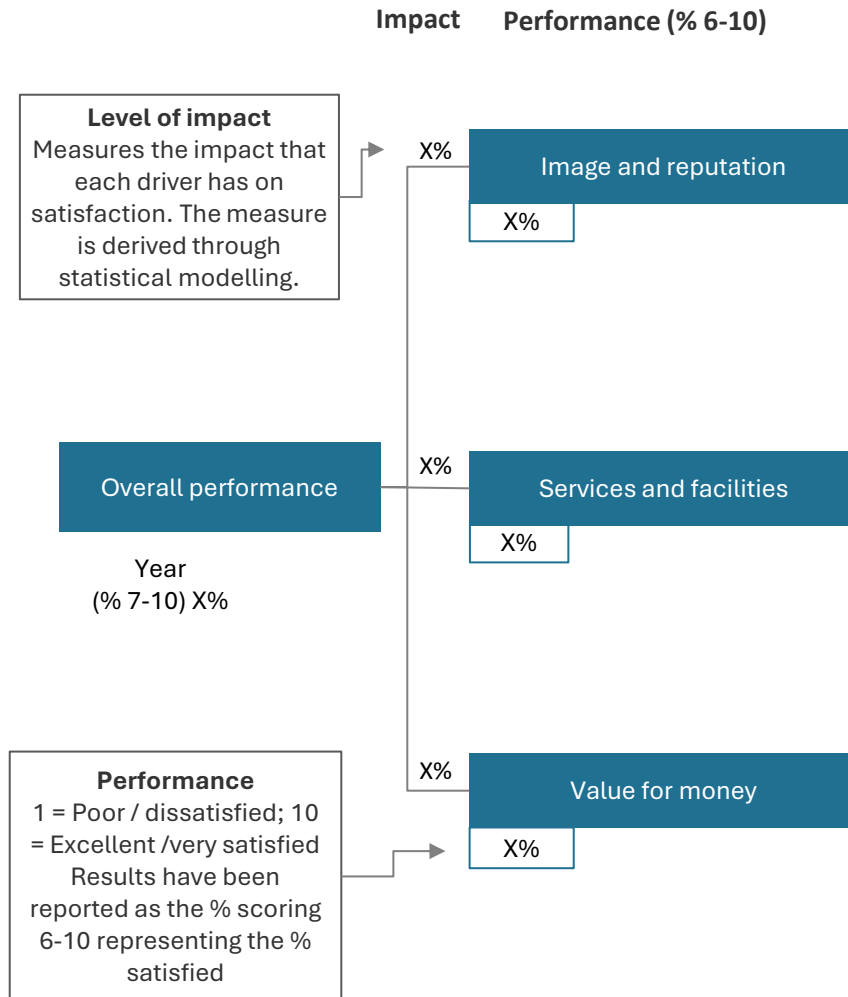 Impact Performance (% 6-10)
Level of impact
Measures the impact that
each driver has on
satisfaction. The measure
is derived through
statistical modelling.
X%
Image and reputation
X%
Overall performance
X%
Services and facilities
X%
Year
(% 7-10) X%
X%
Value for money
X%
Performance
1 = Poor / dissatisfied; 10
= Excellent /very satisfied
Results have been
reported as the % scoring
6-10 representing the %
satisfied